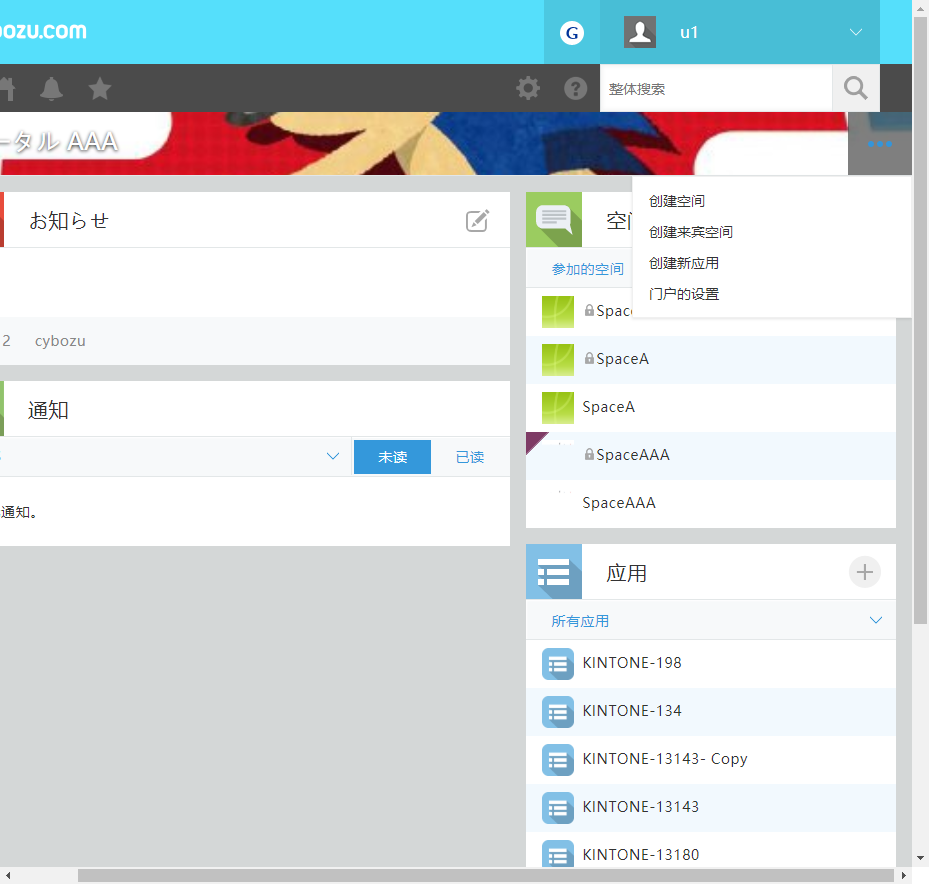 ozu.com
G
u1
整体搜索
ータル AAA
创建空间
创建来宾空间
创建新应用
门户的设置
お知らせ
2 cybozu
通知
未读
已读
通知。
空间
参加的空间
Space
SpaceA
SpaceA
SpaceAAA
SpaceAAA
应用
所有应用
KINTONE-198
KINTONE-134
KINTONE-13143- Copy
KINTONE-13143
KINTONE-13180